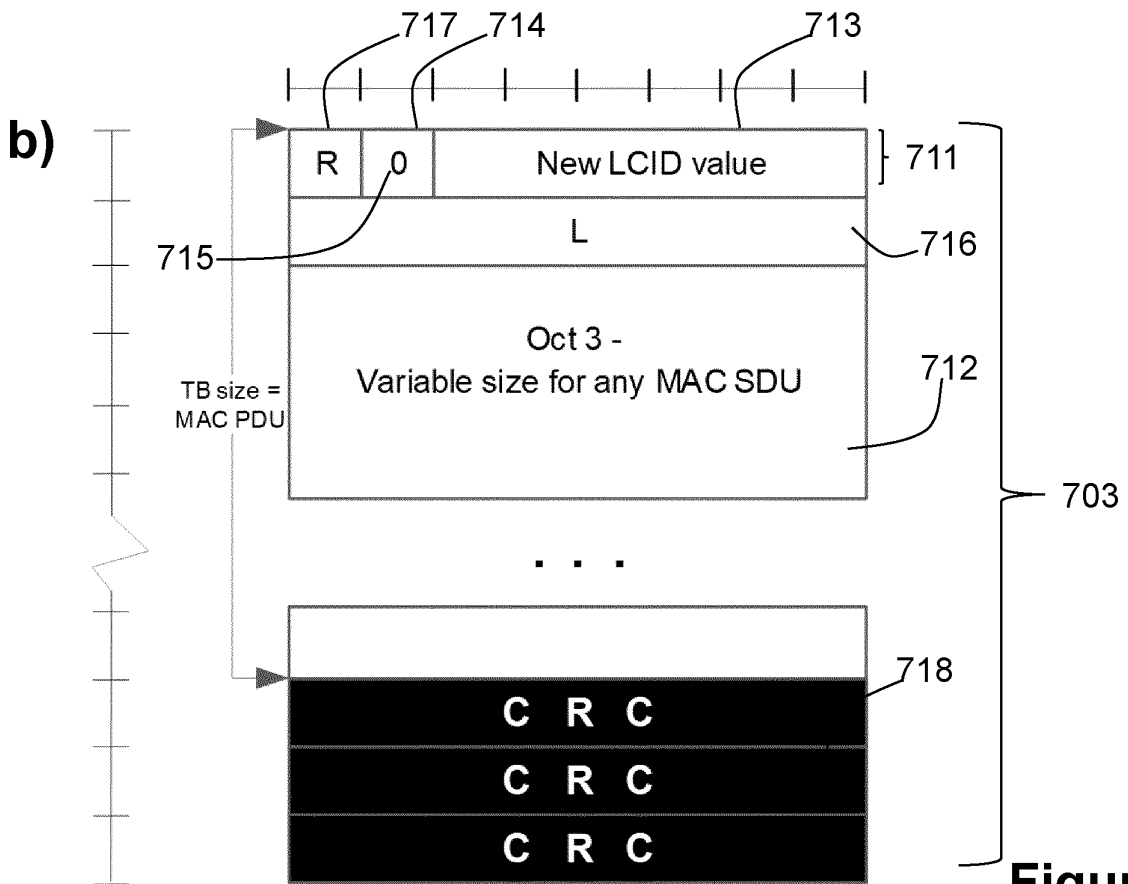 717 714 713
b)
R 0 New LCID value 711
715 L 716
Oct 3 -
Variable size for any MAC SDU 712
TB size =
MAC PDU
703
. . .
718
C R C
C R C
C R C